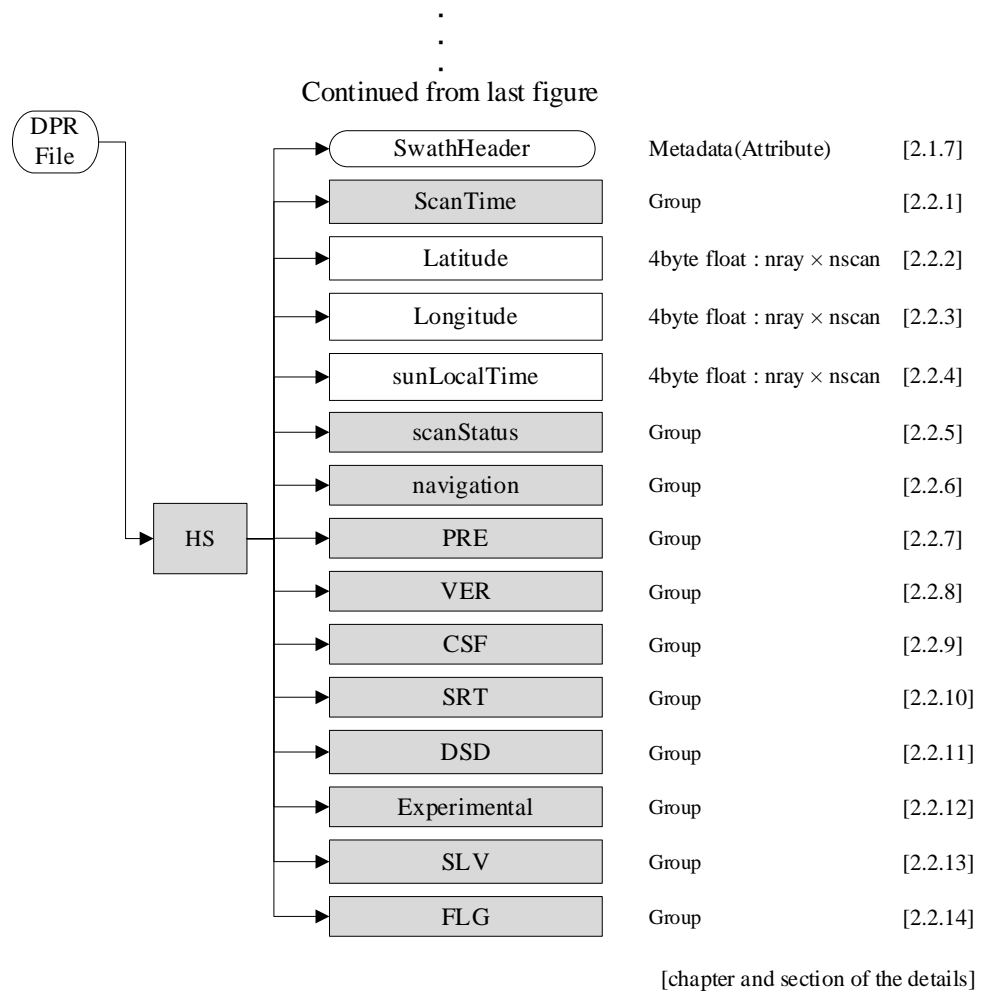 .
.
.
Continued from last figure
DPR
File
SwathHeader Metadata(Attribute) [2.1.7]
ScanTime Group [2.2.1]
Latitude 4byte float : nray × nscan [2.2.2]
Longitude 4byte float : nray × nscan [2.2.3]
sunLocalTime 4byte float : nray × nscan [2.2.4]
scanStatus Group [2.2.5]
navigation Group [2.2.6]
HS
PRE Group [2.2.7]
VER Group [2.2.8]
CSF Group [2.2.9]
SRT Group [2.2.10]
DSD Group [2.2.11]
Experimental Group [2.2.12]
SLV Group [2.2.13]
FLG Group [2.2.14]
[chapter and section of the details]